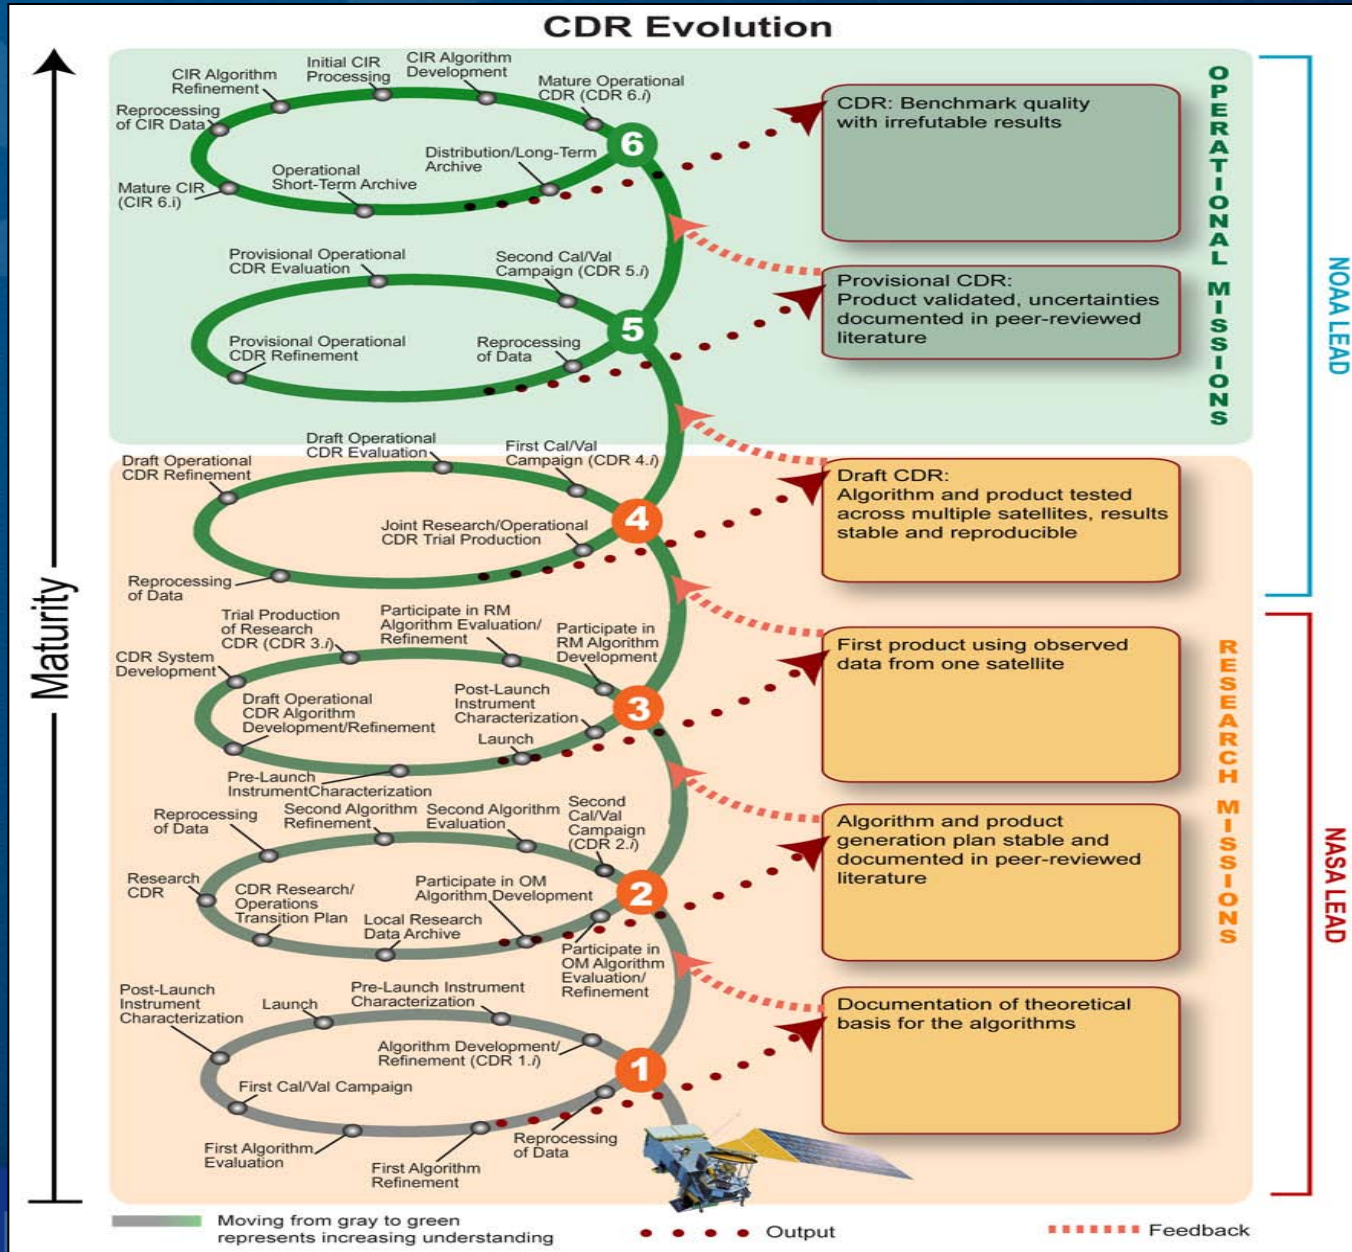 CDR Evolution
Maturity
CIR Algorithm
Refinement
Initial CIR
Processing
CIR Algorithm
Development
Mature Operational
CDR (CDR 6.i)
Reprocessing
of CIR Data
Mature CIR
(CIR 6.i)
Operational
Short-Term Archive
Distribution/Long-Term
Archive
6
CDR: Benchmark quality
with irrefutable results
Provisional Operational
CDR Evaluation
Second Cal/Val
Campaign (CDR 5.i)
Provisional Operational
CDR Refinement
Reprocessing
of Data
5
Provisional CDR:
Product validated, uncertainties
documented in peer-reviewed
literature
OPERATIONAL MISSIONS
NOAA LEAD
Draft Operational
CDR Refinement
Draft Operational
CDR Evaluation
First Cal/Val
Campaign (CDR 4.i)
Joint Research/Operational
CDR Trial Production
Reprocessing
of Data
4
Draft CDR:
Algorithm and product tested
across multiple satellites, results
stable and reproducible
CDR System
Development
Trial Production
of Research
CDR (CDR 3.i)
Participate in RM
Algorithm Evaluation/
Refinement
Participate in
RM Algorithm
Development
Draft Operational
CDR Algorithm
Development/Refinement
Post-Launch
Instrument
Characterization
Launch
Pre-Launch
InstrumentCharacterization
3
First product using observed
data from one satellite
Reprocessing
of Data
Second Algorithm
Refinement
Second Algorithm
Evaluation
Second
Cal/Val
Campaign
(CDR 2.i)
Research
CDR
CDR Research/
Operations
Transition Plan
Local Research
Data Archive
Participate in OM
Algorithm Development
Participate in
OM Algorithm
Evaluation/
Refinement
2
Algorithm and product
generation plan stable and
documented in peer-reviewed
literature
RESEARCH MISSIONS
NASA LEAD
Post-Launch
Instrument
Characterization
Launch
Pre-Launch Instrument
Characterization
Algorithm Development/
Refinement (CDR 1.i)
First Cal/Val Campaign
First Algorithm
Evaluation
First Algorithm
Refinement
Reprocessing
of Data
1
Documentation of theoretical
basis for the algorithms
Moving from gray to green
represents increasing understanding
Output
Feedback